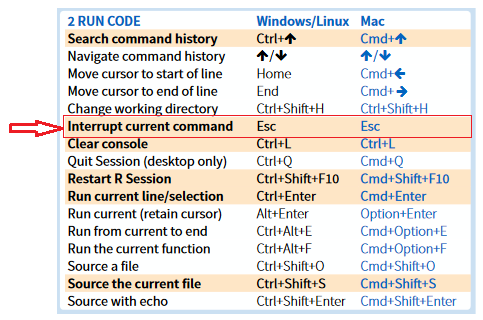 2 RUN CODE Windows/Linux Mac
Search command history Ctrl+🡹 Cmd+🡹
Navigate command history 🡹/🡻 🡹/🡻
Move cursor to start of line Home Cmd+🡸
Move cursor to end of line End Cmd+🡺
Change working directory Ctrl+Shift+H Ctrl+Shift+H
Interrupt current command Esc Esc
Clear console Ctrl+L Ctrl+L
Quit Session (desktop only) Ctrl+Q Cmd+Q
Restart R Session Ctrl+Shift+F10 Cmd+Shift+F10
Run current line/selection Ctrl+Enter Cmd+Enter
Run current (retain cursor) Alt+Enter Option+Enter
Run from current to end Ctrl+Alt+E Cmd+Option+E
Run the current function Ctrl+Alt+F Cmd+Option+F
Source a file Ctrl+Shift+O Cmd+Shift+O
Source the current file Ctrl+Shift+S Cmd+Shift+S
Source with echo Ctrl+Shift+Enter Cmd+Shift+Enter